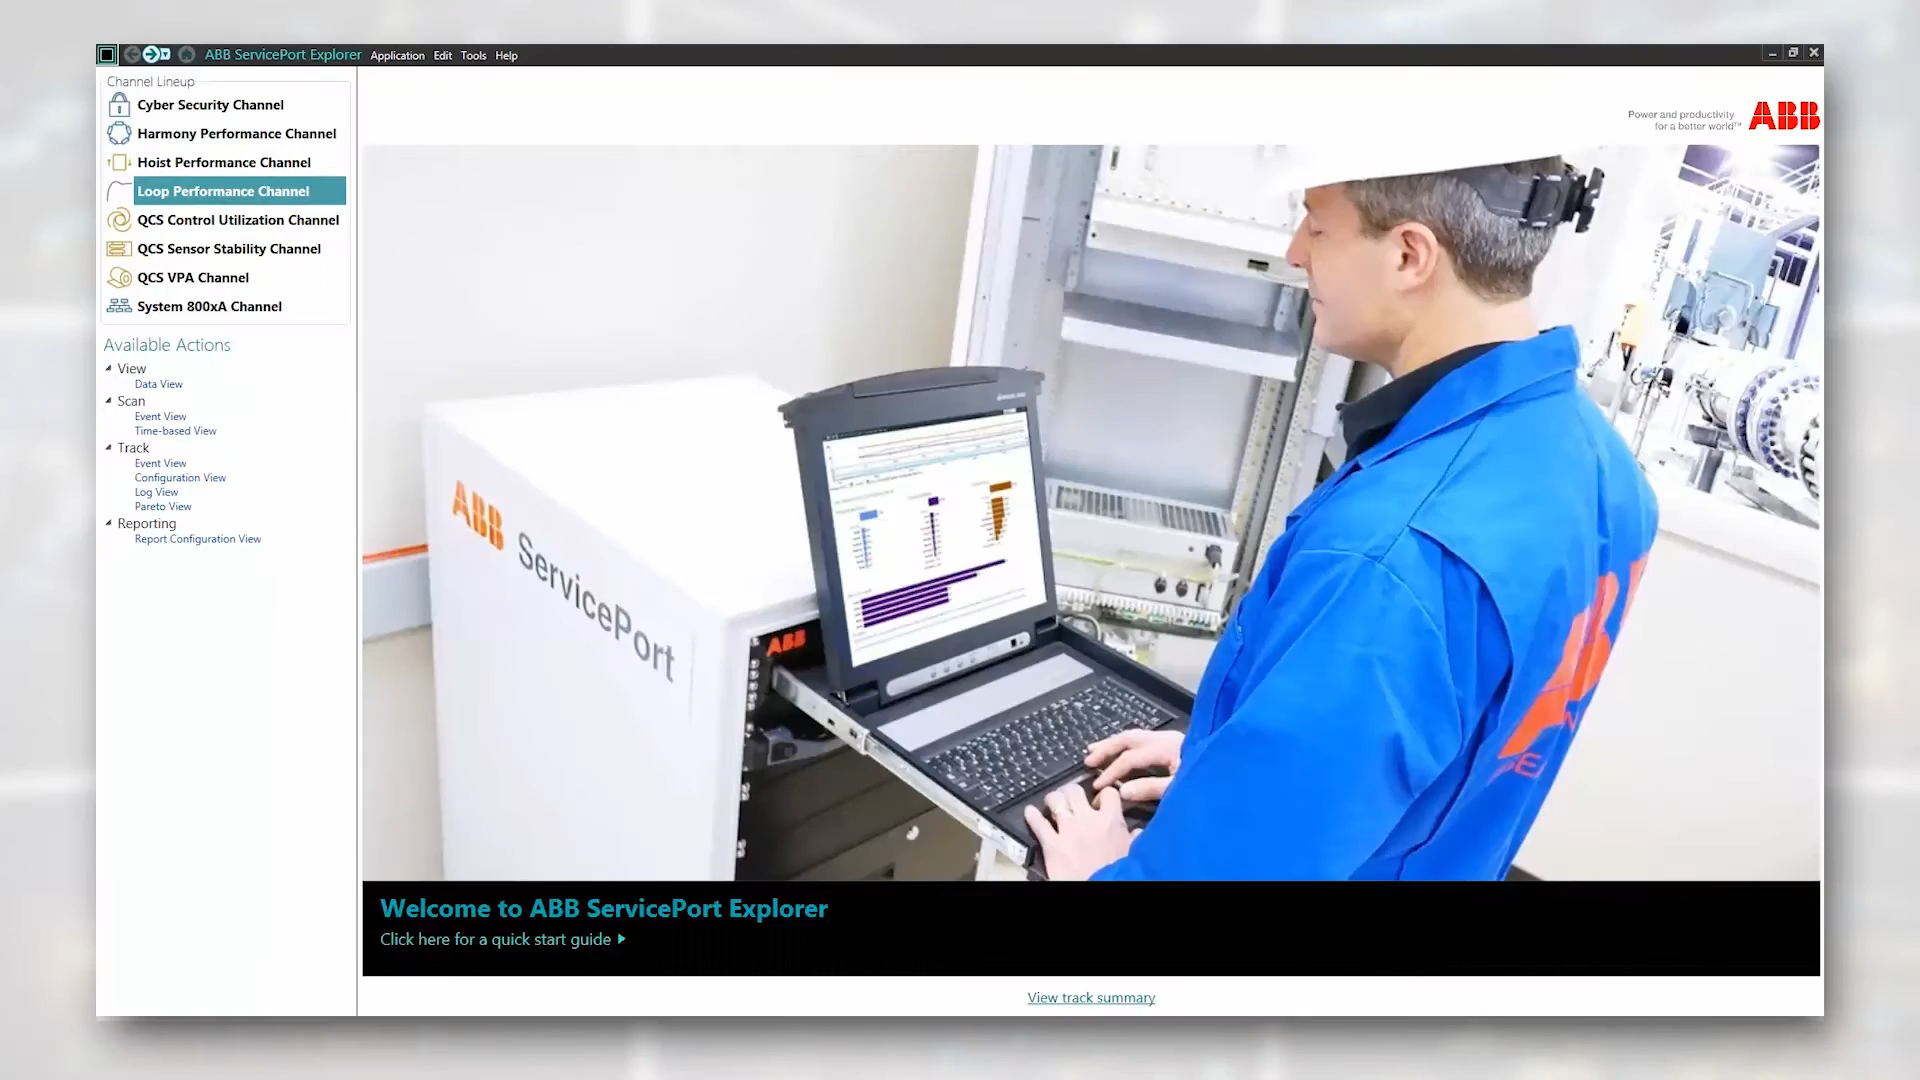 ABB ServicePort Explorer Application Edit Tools Help
Channel Lineup
Cyber Security Channel
Harmony Performance Channel
Hoist Performance Channel
Loop Performance Channel
QCS Control Utilization Channel
QCS Sensor Stability Channel
QCS VPA Channel
System 800xA Channel
Available Actions
View
Data View
Scan
Event View
Time-based View
Track
Event View
Configuration View
Log View
Pareto View
Reporting
Report Configuration View
Power and productivity
for a better world™
ABB
ABB ServicePort
ABB
Welcome to ABB ServicePort Explorer
Click here for a quick start guide
View track summary